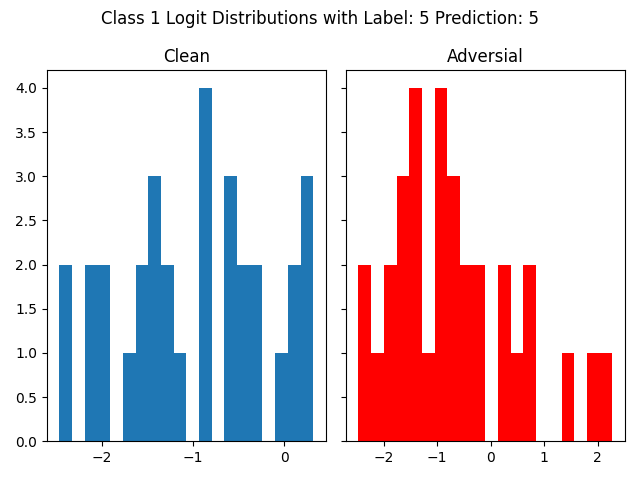 Class 1 Logit Distributions with Label: 5 Prediction: 5
Clean
Adversial
4.0
3.5
3.0
2.5
2.0
1.5
1.0
0.5
0.0
−2 −1 0
−2 −1 0 1 2